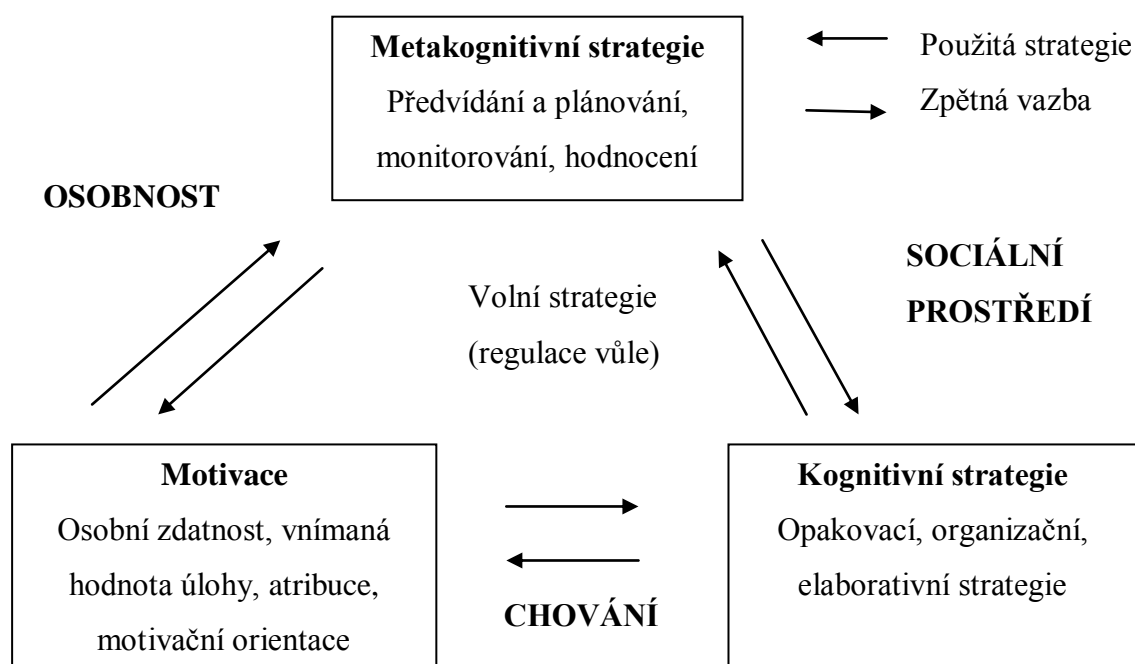 Metakognitivní strategie
Předvídání a plánování,
monitorování, hodnocení
Použitá strategie
Zpětná vazba
OSOBNOST
SOCIÁLNÍ
PROSTŘEDÍ
Volní strategie
(regulace vůle)
Motivace
Osobní zdatnost, vnímaná
hodnota úlohy, atribuce,
motivační orientace
CHOVÁNÍ
Kognitivní strategie
Opakovací, organizační,
elaborativní strategie